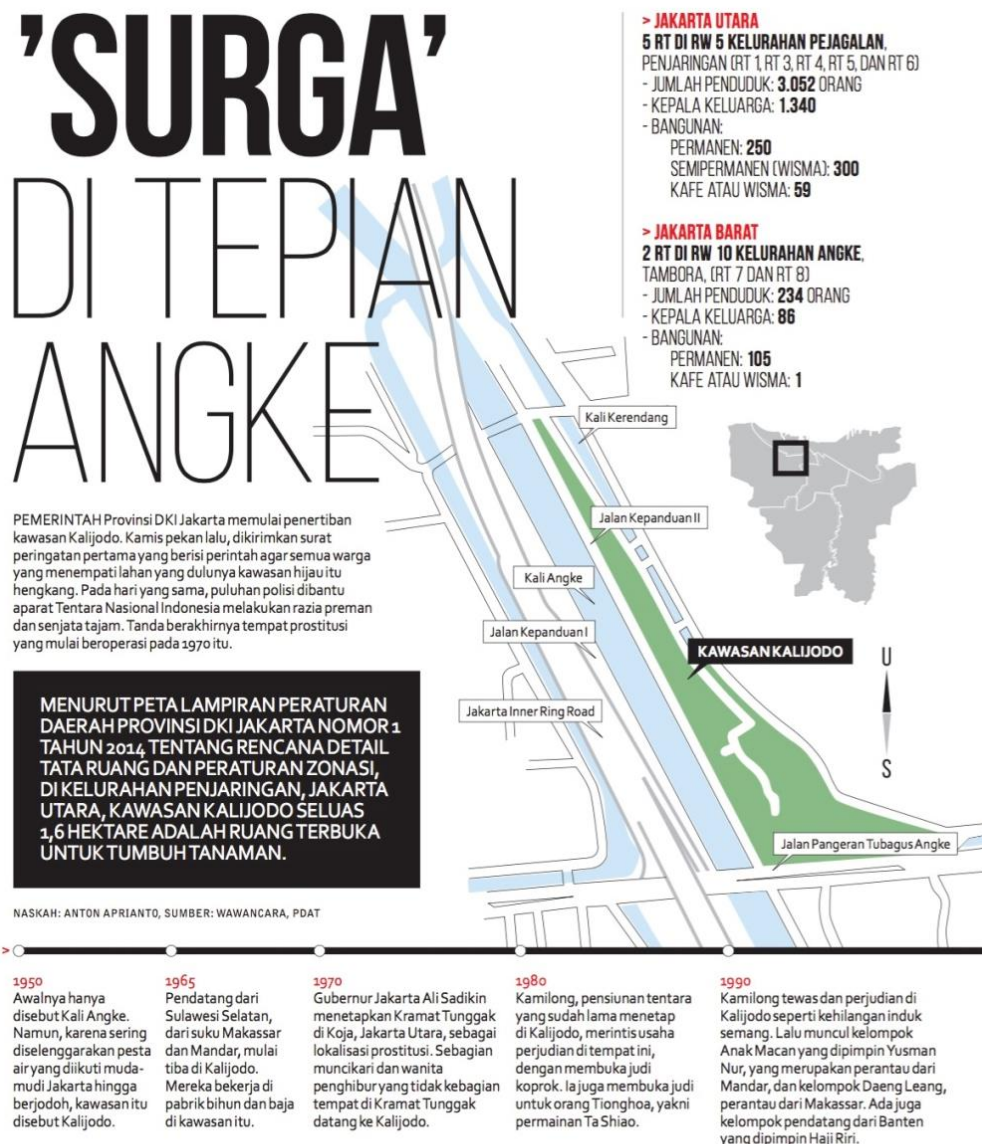 'SURGA'
DI TEPIAN
ANGKE
> JAKARTA UTARA
5 RT DI RW 5 KELURAHAN PEJAGALAN,
PENJARINGAN (RT 1, RT 3, RT 4, RT 5, DAN RT 6)
- JUMLAH PENDUDUK: 3.052 ORANG
- KEPALA KELUARGA: 1.340
- BANGUNAN:
PERMANEN: 250
SEMIPERMANEN (WISMA): 300
KAFE ATAU WISMA: 59
> JAKARTA BARAT
2 RT DI RW 10 KELURAHAN ANGKE,
TAMBORA, (RT 7 DAN RT 8)
- JUMLAH PENDUDUK: 234 ORANG
- KEPALA KELUARGA: 86
- BANGUNAN:
PERMANEN: 105
KAFE ATAU WISMA: 1
PEMERINTAH Provinsi DKI Jakarta memulai penertiban
kawasan Kalijodo. Kamis pekan lalu, dikirimkan surat
peringatan pertama yang berisi perintah agar semua warga
yang menempati lahan yang dulunya kawasan hijau itu
hengkang. Pada hari yang sama, puluhan polisi dibantu
aparat Tentara Nasional Indonesia melakukan razia preman
dan senjata tajam. Tanda berakhirnya tempat prostitusi
yang mulai beroperasi pada 1970 itu.
MENURUT PETA LAMPIRAN PERATURAN
DAERAH PROVINSI DKI JAKARTA NOMOR 1
TAHUN 2014 TENTANG RENCANA DETAIL
TATA RUANG DAN PERATURAN ZONASI,
DI KELURAHAN PENJARINGAN, JAKARTA
UTARA, KAWASAN KALIJODO SELUAS
1,6 HEKTARE ADALAH RUANG TERBUKA
UNTUK TUMBUH TANAMAN.
NASKAH: ANTON APRIANTO, SUMBER: WAWANCARA, PDAT
Kali Kerendang
Jalan Kepanduan II
Kali Angke
Jalan Kepanduan I
KAWASAN KALIJODO
Jakarta Inner Ring Road
Jalan Pangeran Tubagus Angke
U
S
>
1950
Awalnya hanya
disebut Kali Angke.
Namun, karena sering
diselenggarakan pesta
air yang diikuti muda-
mudi Jakarta hingga
berjodoh, kawasan itu
disebut Kalijodo.
1965
Pendatang dari
Sulawesi Selatan,
dari suku Makassar
dan Mandar, mulai
tiba di Kalijodo.
Mereka bekerja di
pabrik bihun dan baja
di kawasan itu.
1970
Gubernur Jakarta Ali Sadikin
menetapkan Kramat Tunggak
di Koja, Jakarta Utara, sebagai
lokalisasi prostitusi. Sebagian
muncikari dan wanita
penghibur yang tidak kebagian
tempat di Kramat Tunggak
datang ke Kalijodo.
1980
Kamilong, pensiunan tentara
yang sudah lama menetap
di Kalijodo, merintis usaha
perjudian di tempat ini,
dengan membuka judi
koprok. Ia juga membuka judi
untuk orang Tionghoa, yakni
permainan Ta Shiao.
1990
Kamilong tewas dan perjudian di
Kalijodo seperti kehilangan induk
semang. Lalu muncul kelompok
Anak Macan yang dipimpin Yusman
Nur, yang merupakan perantau dari
Mandar, dan kelompok Daeng Leang,
perantau dari Makassar. Ada juga
kelompok pendatang dari Banten
yang dipimpin Haji Riri.